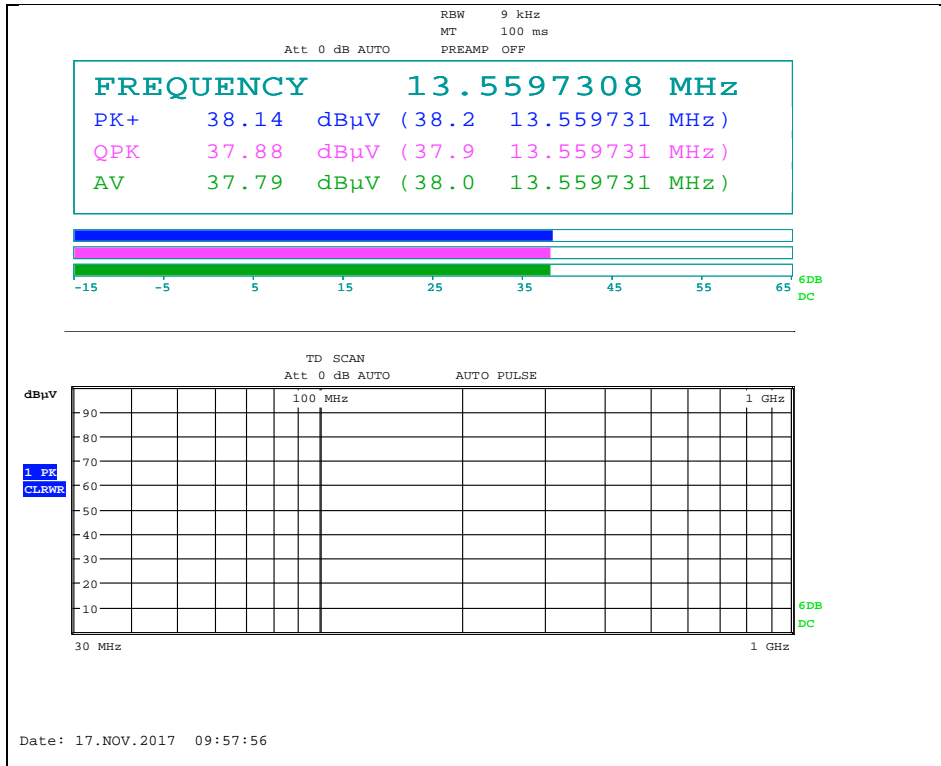 RBW 9 kHz
MT 100 ms
Att 0 dB AUTO PREAMP OFF
FREQUENCY 13.5597308 MHz
PK+ 38.14 dBµV (38.2 13.559731 MHz)
QPK 37.88 dBµV (37.9 13.559731 MHz)
AV 37.79 dBµV (38.0 13.559731 MHz)
-15 -5 5 15 25 35 45 55 65
6DB
DC
TD SCAN
Att 0 dB AUTO AUTO PULSE
dBµV
100 MHz 1 GHz
90
80
70
1 PK
CLRWR
60
50
40
30
20
10
6DB
DC
30 MHz 1 GHz
Date: 17.NOV.2017 09:57:56